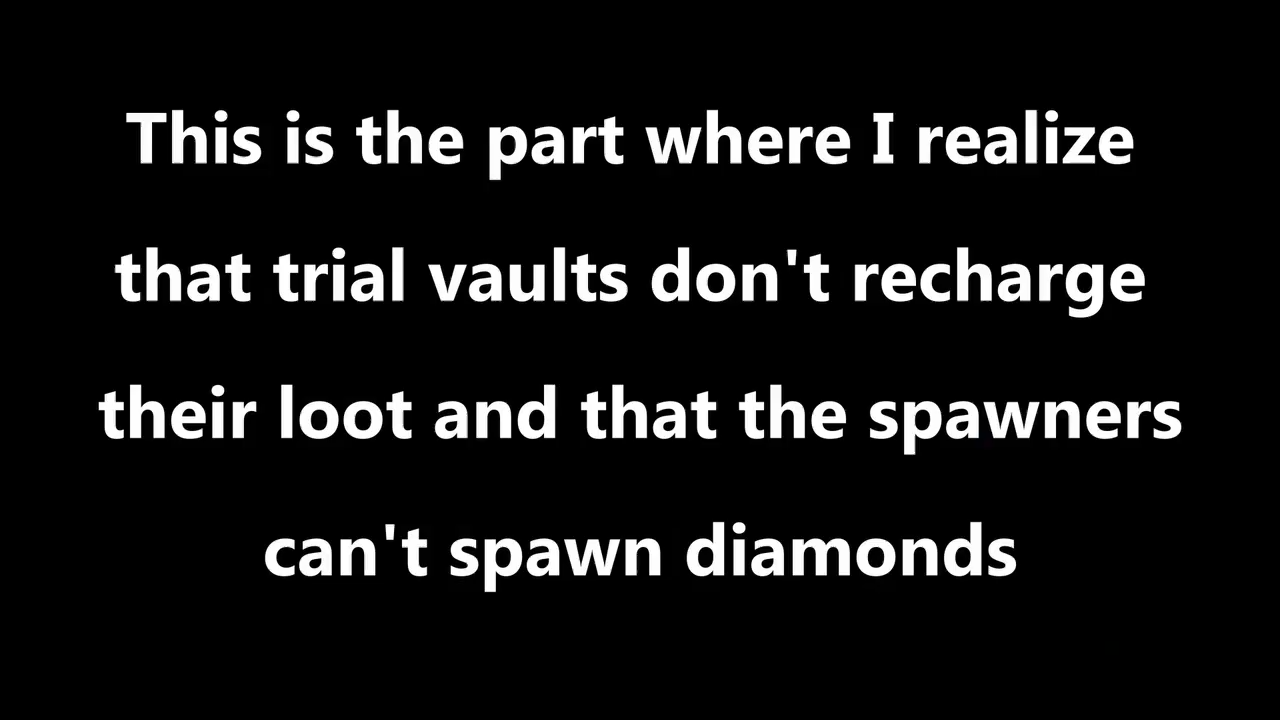 This is the part where I realize
that trial vaults don't recharge
their loot and that the spawners
can't spawn diamonds